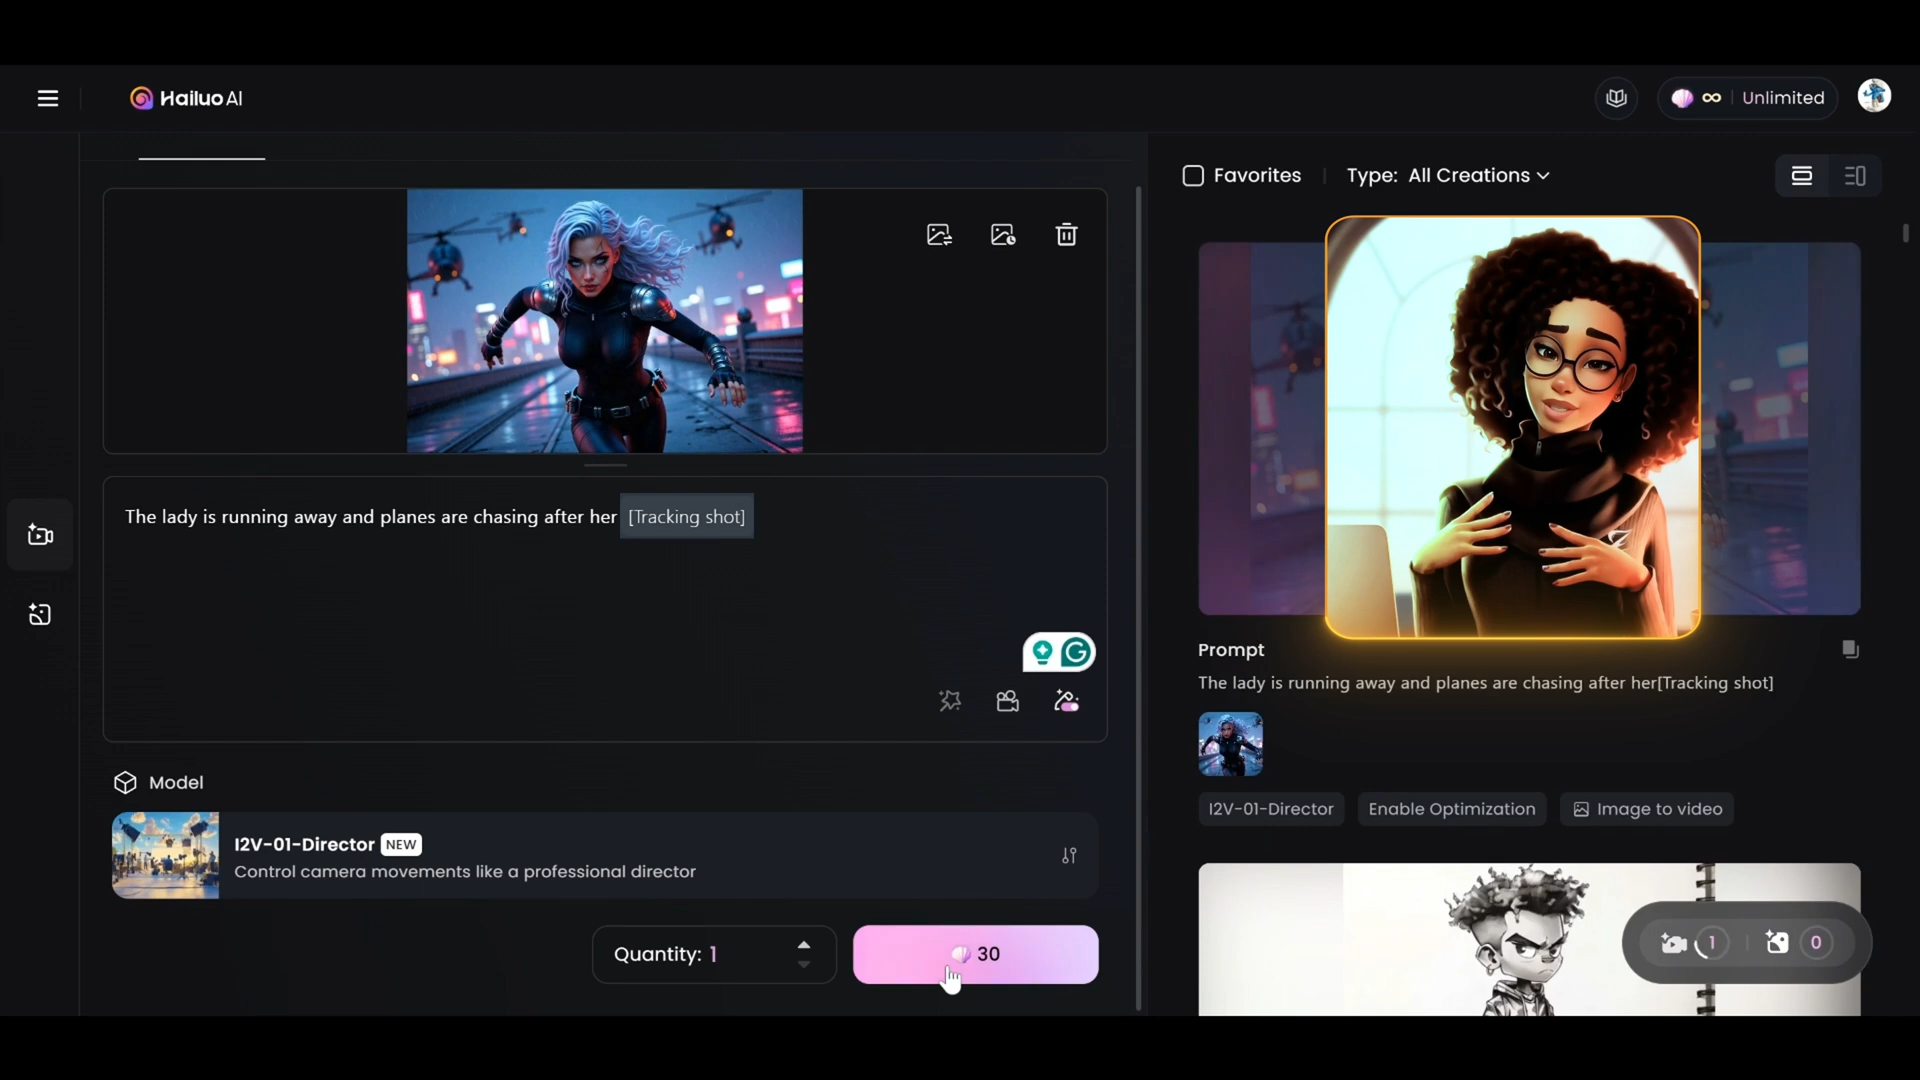 Hailuo AI
Unlimited
Favorites
Type: All Creations
The lady is running away and planes are chasing after her [Tracking shot]
Prompt
The lady is running away and planes are chasing after her[Tracking shot]
I2V-01-Director
Enable Optimization
Image to video
Model
I2V-01-Director NEW
Control camera movements like a professional director
Quantity: 1
30
1
0